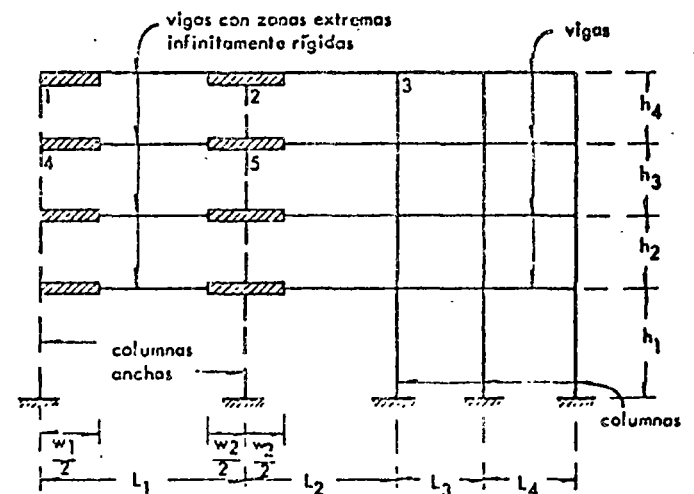 vigas con zonas extremas
infinitamente rígidas
vigas
1
2
3
h4
4
5
h3
h2
columnas
anchas
h1
columnas
w1
2
w2
2
w2
2
L1
L2
L3
L4